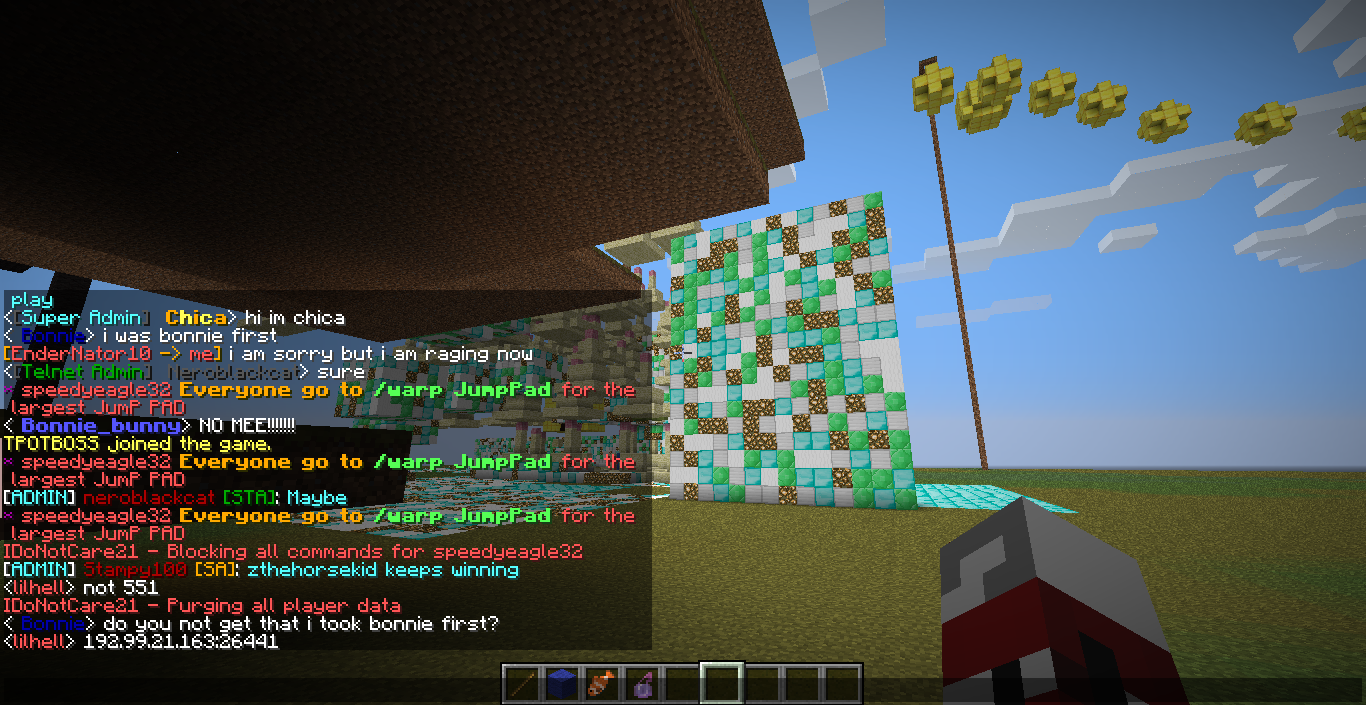 play
<[Super Admin] Chica> hi im chica
< Bonnie> i was bonnie first
[EnderNator10 -> me] i am sorry but i am raging now
<[Telnet Admin] Neroblackcat> sure
* speedyeagle32 Everyone go to /warp JumpPad for the
largest JumP PAD
< Bonnie_bunny> NO MEE!!!!!!!
TPOTBOSS joined the game.
* speedyeagle32 Everyone go to /warp JumpPad for the
largest JumP PAD
[ADMIN] neroblackcat [STA]: Maybe
* speedyeagle32 Everyone go to /warp JumpPad for the
largest JumP PAD
IDoNotCare21 - Blocking all commands for speedyeagle32
[ADMIN] Stampy100 [SA]: zthehorsekid keeps winning
<lilhell> not 551
IDoNotCare21 - Purging all player data
< Bonnie> do you not get that i took bonnie first?
<lilhell> 192.99.21.163:26441